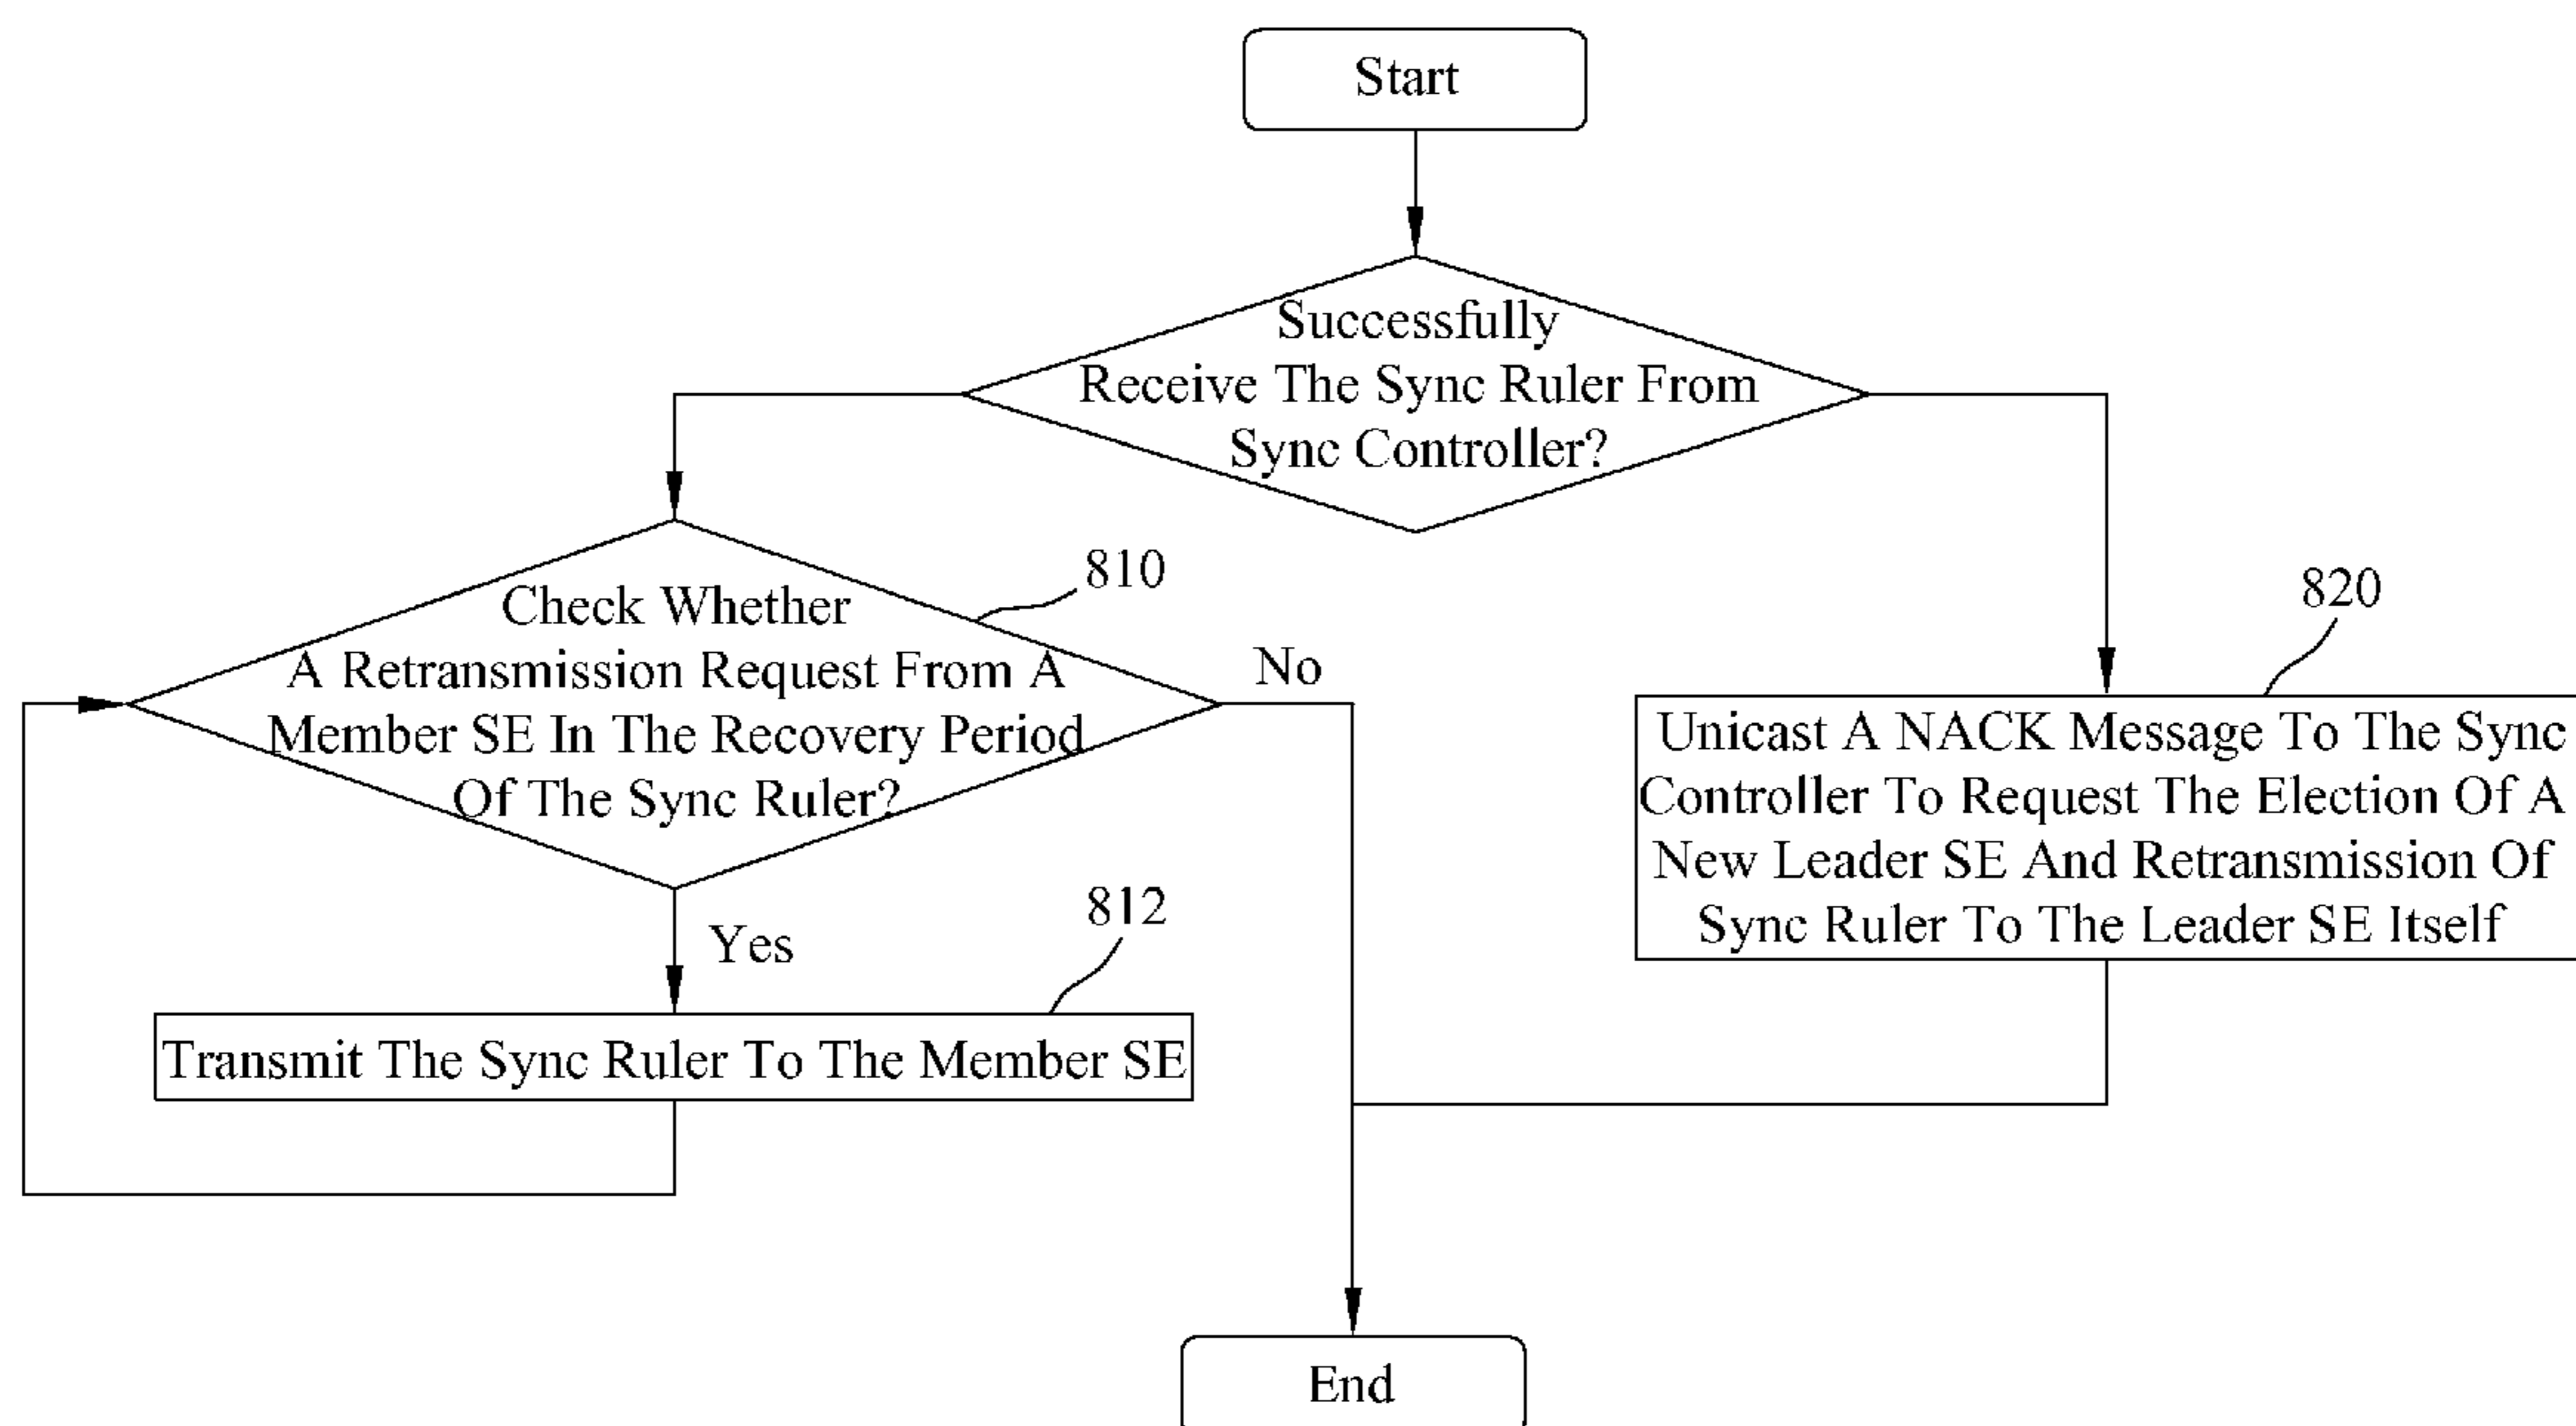 Start
Successfully
Receive The Sync Ruler From
Sync Controller?
810
Check Whether
A Retransmission Request From A
Member SE In The Recovery Period
Of The Sync Ruler?
No
820
Unicast A NACK Message To The Sync
Controller To Request The Election Of A
New Leader SE And Retransmission Of
Sync Ruler To The Leader SE Itself
Yes
812
Transmit The Sync Ruler To The Member SE
End